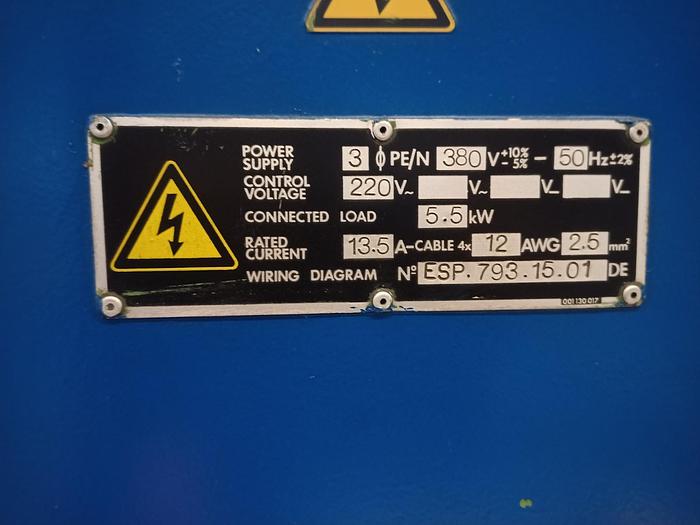 POWER SUPPLY 3 ϕ PE/N 380 V +10% -5% - 50 Hz ±2%
CONTROL VOLTAGE 220 V~ V~ V⎓ V⎓
CONNECTED LOAD 5.5 kW
RATED CURRENT 13.5 A-CABLE 4x 12 AWG 2.5 mm²
WIRING DIAGRAM Nº ESP.793.15.01 DE
001 130 017